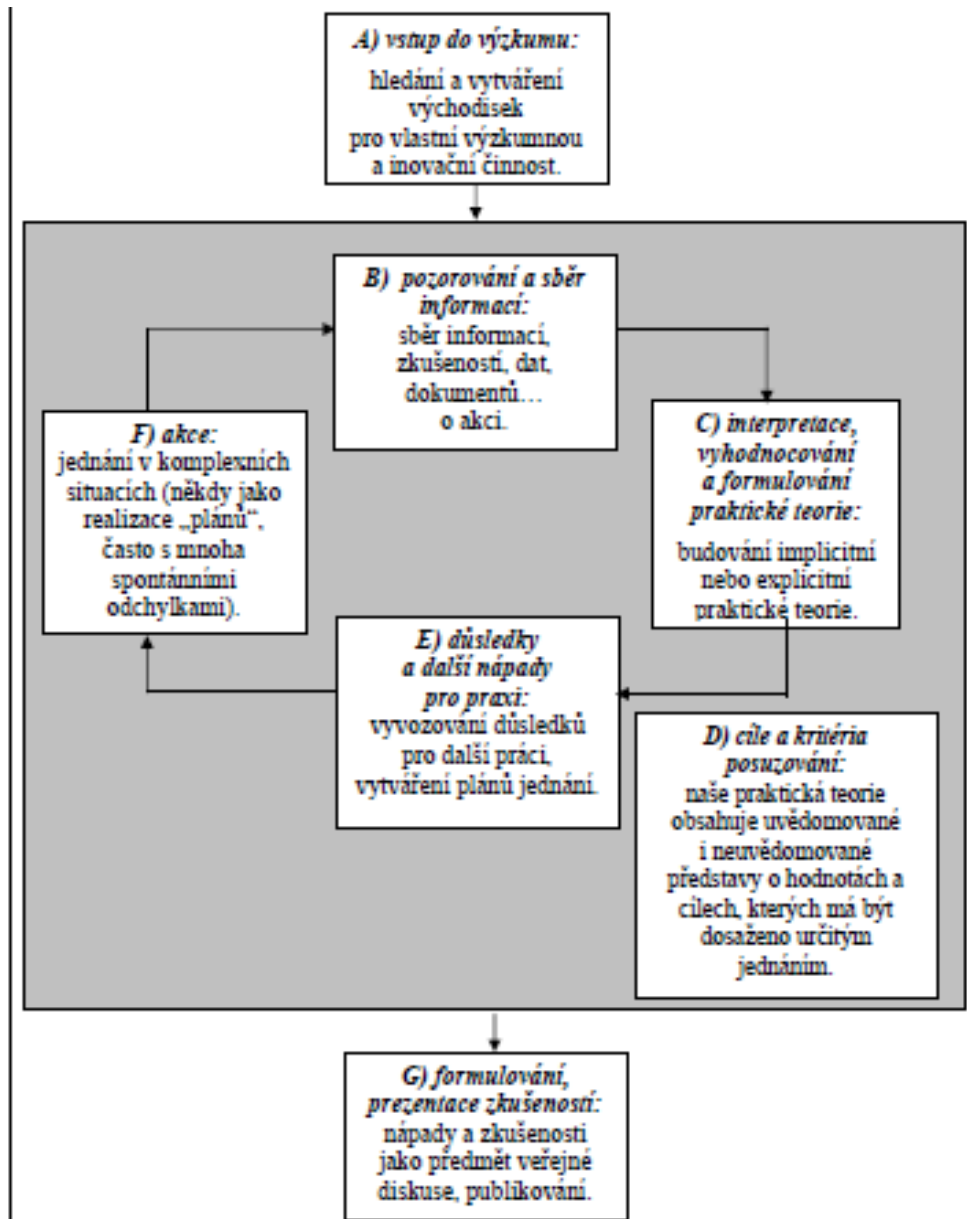 A) vstup do výzkumu:
hledání a vytváření
východisek
pro vlastní výzkumnou
a inovační činnost.
B) pozorování a sběr
informací:
sběr informací,
zkušeností, dat,
dokumentů…
o akci.
C) interpretace,
vyhodnocování
a formulování
praktické teorie:
budování implicitní
nebo explicitní
praktické teorie.
D) cíle a kritéria
posuzování:
naše praktická teorie
obsahuje uvědomované
i neuvědomované
představy o hodnotách a
cílech, kterých má být
dosaženo určitým
jednáním.
E) důsledky
a další nápady
pro praxi:
vyvozování důsledků
pro další práci,
vytváření plánů jednání.
F) akce:
jednání v komplexních
situacích (někdy jako
realizace „plánů“,
často s mnoha
spontánními
odchylkami).
G) formulování,
prezentace zkušeností:
nápady a zkušenosti
jako předmět veřejné
diskuse, publikování.